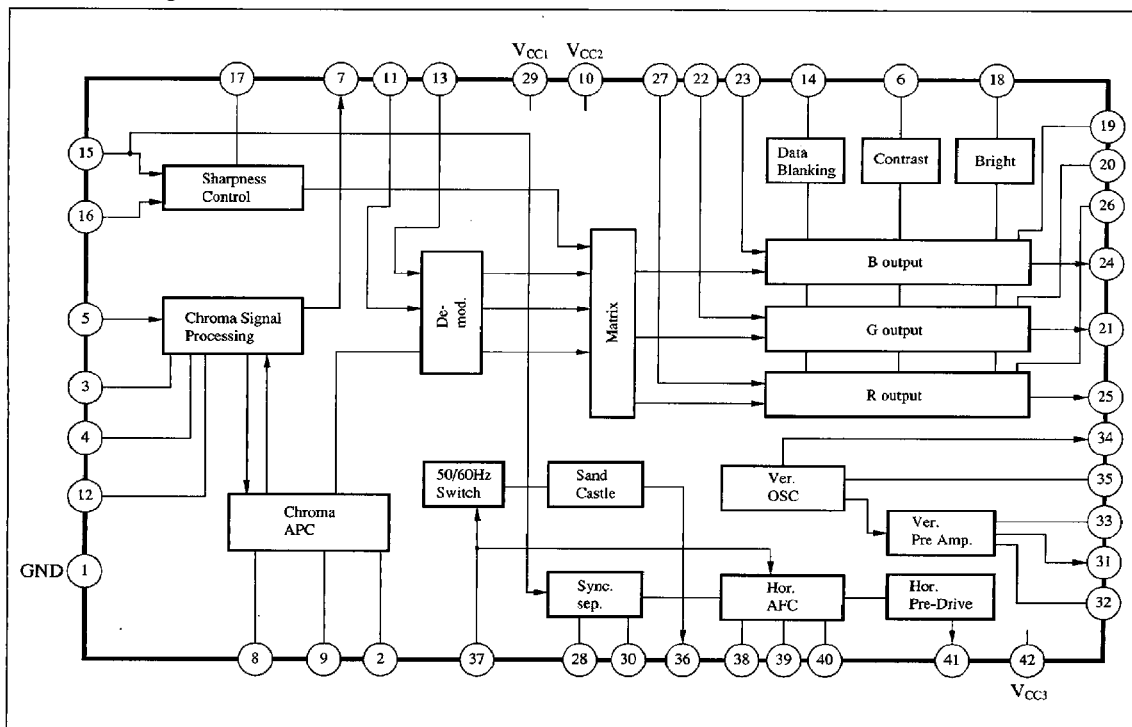 V_CC1 V_CC2
17 7 11 13 29 10 27 22 23 14 6 18
15
19
20
16
26
Sharpness
Control
Data
Blanking
Contrast
Bright
B output
24
5
Chroma Signal
Processing
De-
mod.
Matrix
G output
21
3
R output
25
4
34
12
50/60Hz
Switch
Sand
Castle
Ver.
OSC
35
Chroma
APC
Ver.
Pre Amp.
33
GND 1
31
Sync.
sep.
Hor.
AFC
Hor.
Pre-Drive
32
8 9 2 37 28 30 36 38 39 40 41 42
V_CC3